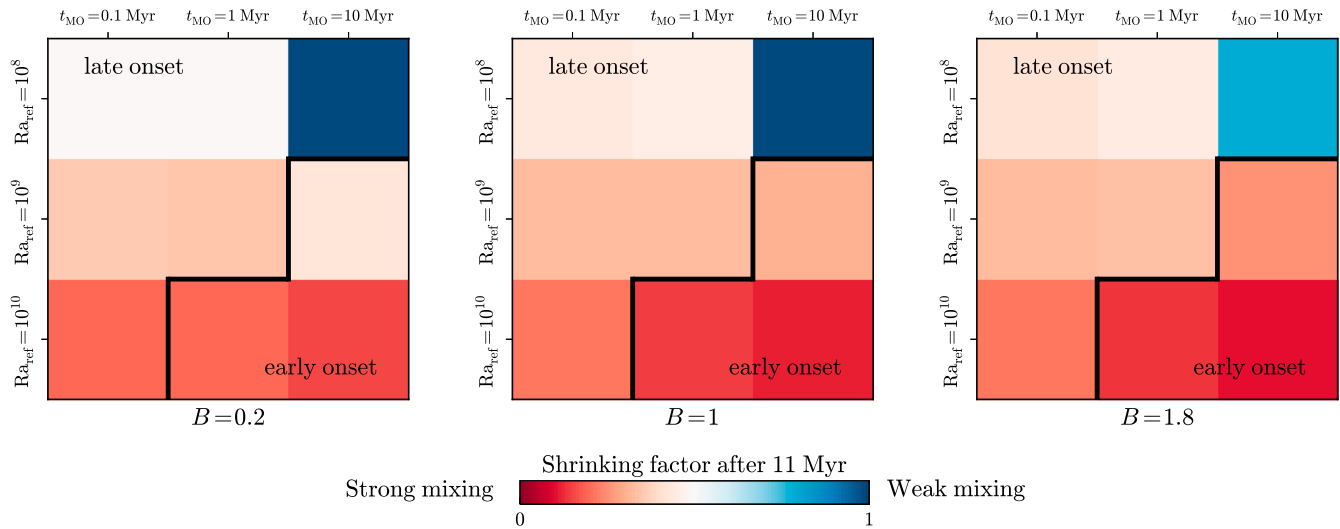 t_MO = 0.1 Myr t_MO = 1 Myr t_MO = 10 Myr
Ra_ref = 10^8
Ra_ref = 10^9
Ra_ref = 10^10
late onset
early onset
B = 0.2
t_MO = 0.1 Myr t_MO = 1 Myr t_MO = 10 Myr
Ra_ref = 10^8
Ra_ref = 10^9
Ra_ref = 10^10
late onset
early onset
B = 1
t_MO = 0.1 Myr t_MO = 1 Myr t_MO = 10 Myr
Ra_ref = 10^8
Ra_ref = 10^9
Ra_ref = 10^10
late onset
early onset
B = 1.8
Shrinking factor after 11 Myr
Strong mixing Weak mixing
0 1